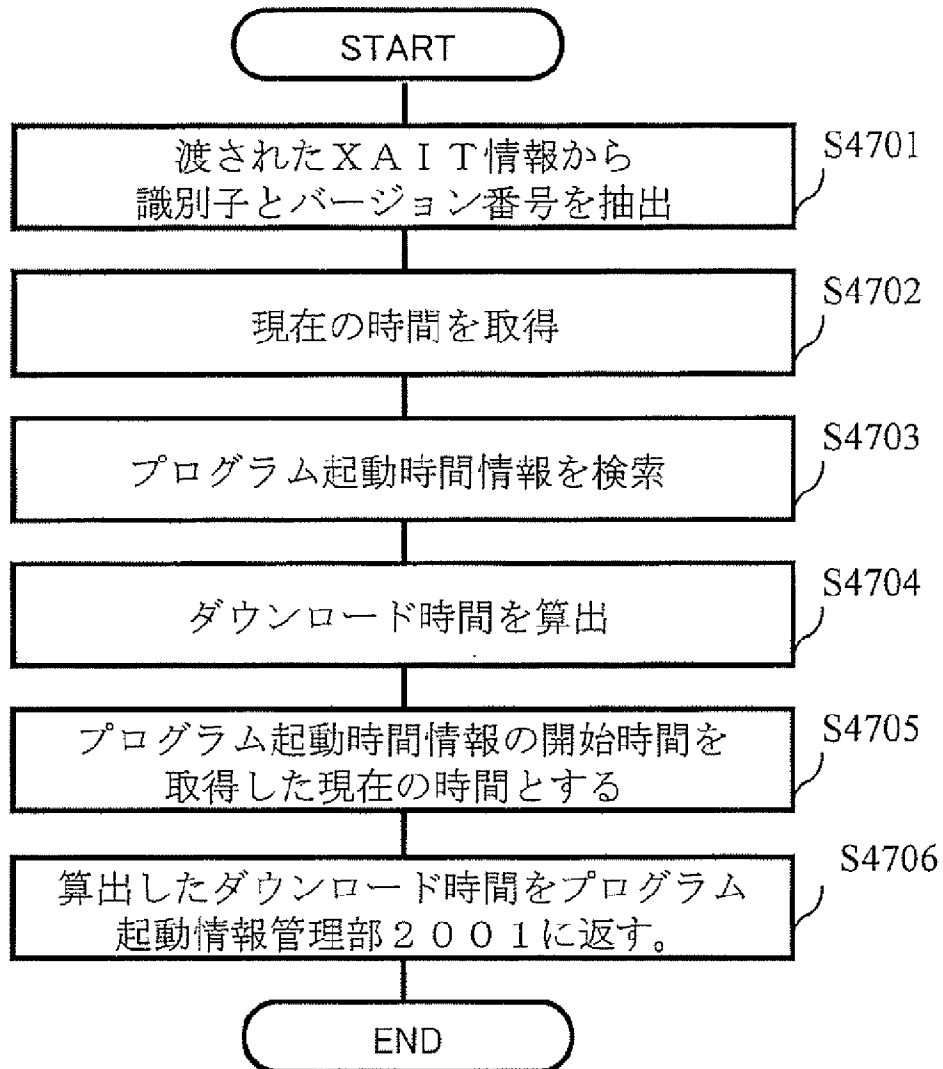 START
渡されたＸＡＩＴ情報から
識別子とバージョン番号を抽出
S4701
現在の時間を取得
S4702
プログラム起動時間情報を検索
S4703
ダウンロード時間を算出
S4704
プログラム起動時間情報の開始時間を
取得した現在の時間とする
S4705
算出したダウンロード時間をプログラム
起動情報管理部２００１に返す。
S4706
END